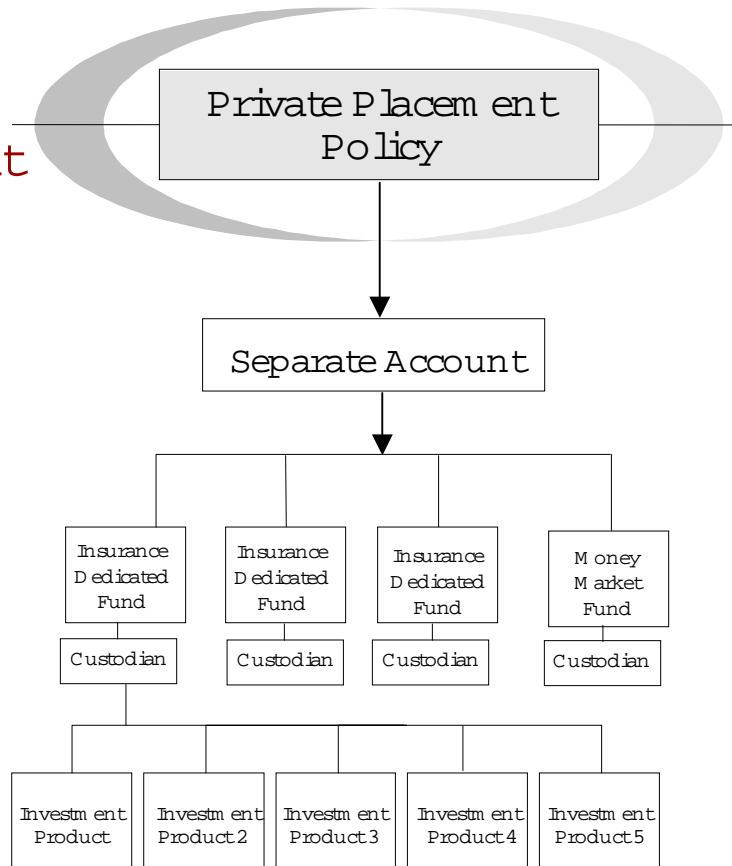 Private Placement
Policy
t
Separate Account
Insurance
Dedicated
Fund
Insurance
Dedicated
Fund
Insurance
Dedicated
Fund
Money
Market
Fund
Custodian
Custodian
Custodian
Custodian
Investment
Product
Investment
Product2
Investment
Product3
Investment
Product4
Investment
Product5